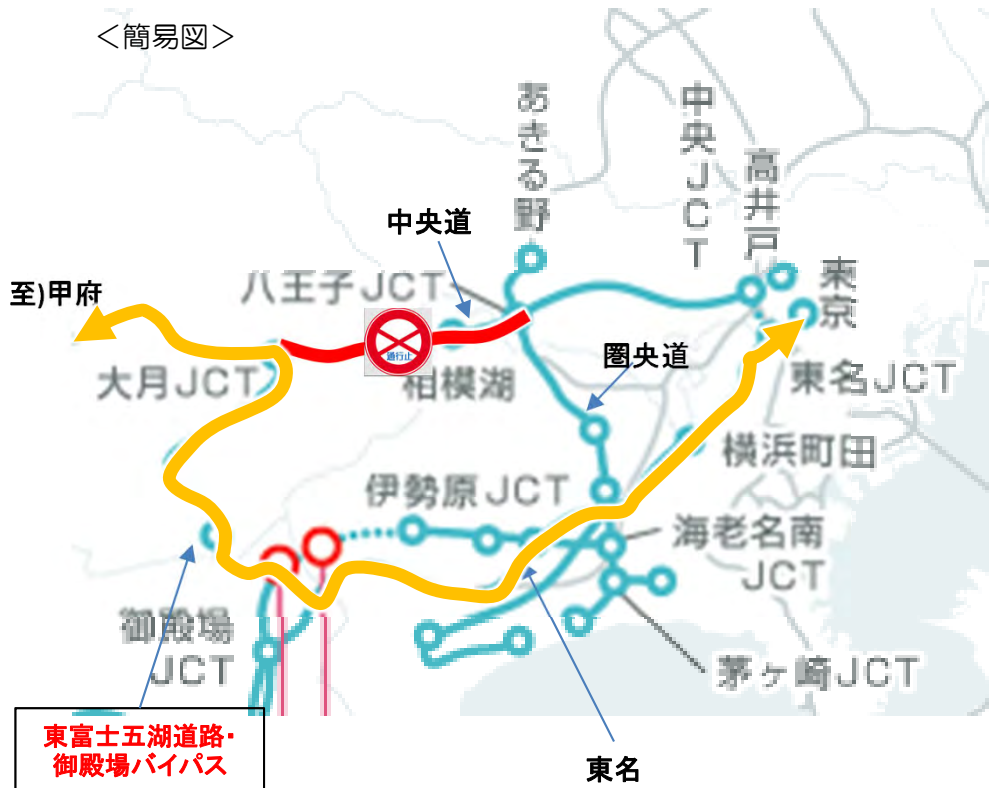 ＜簡易図＞
あきる野
中央JCT
高井戸
中央道
東京
八王子JCT
至)甲府
通行止
圏央道
大月JCT
相模湖
東名JCT
横浜町田
伊勢原JCT
海老名南
JCT
御殿場
JCT
茅ヶ崎JCT
東富士五湖道路・
御殿場バイパス
東名